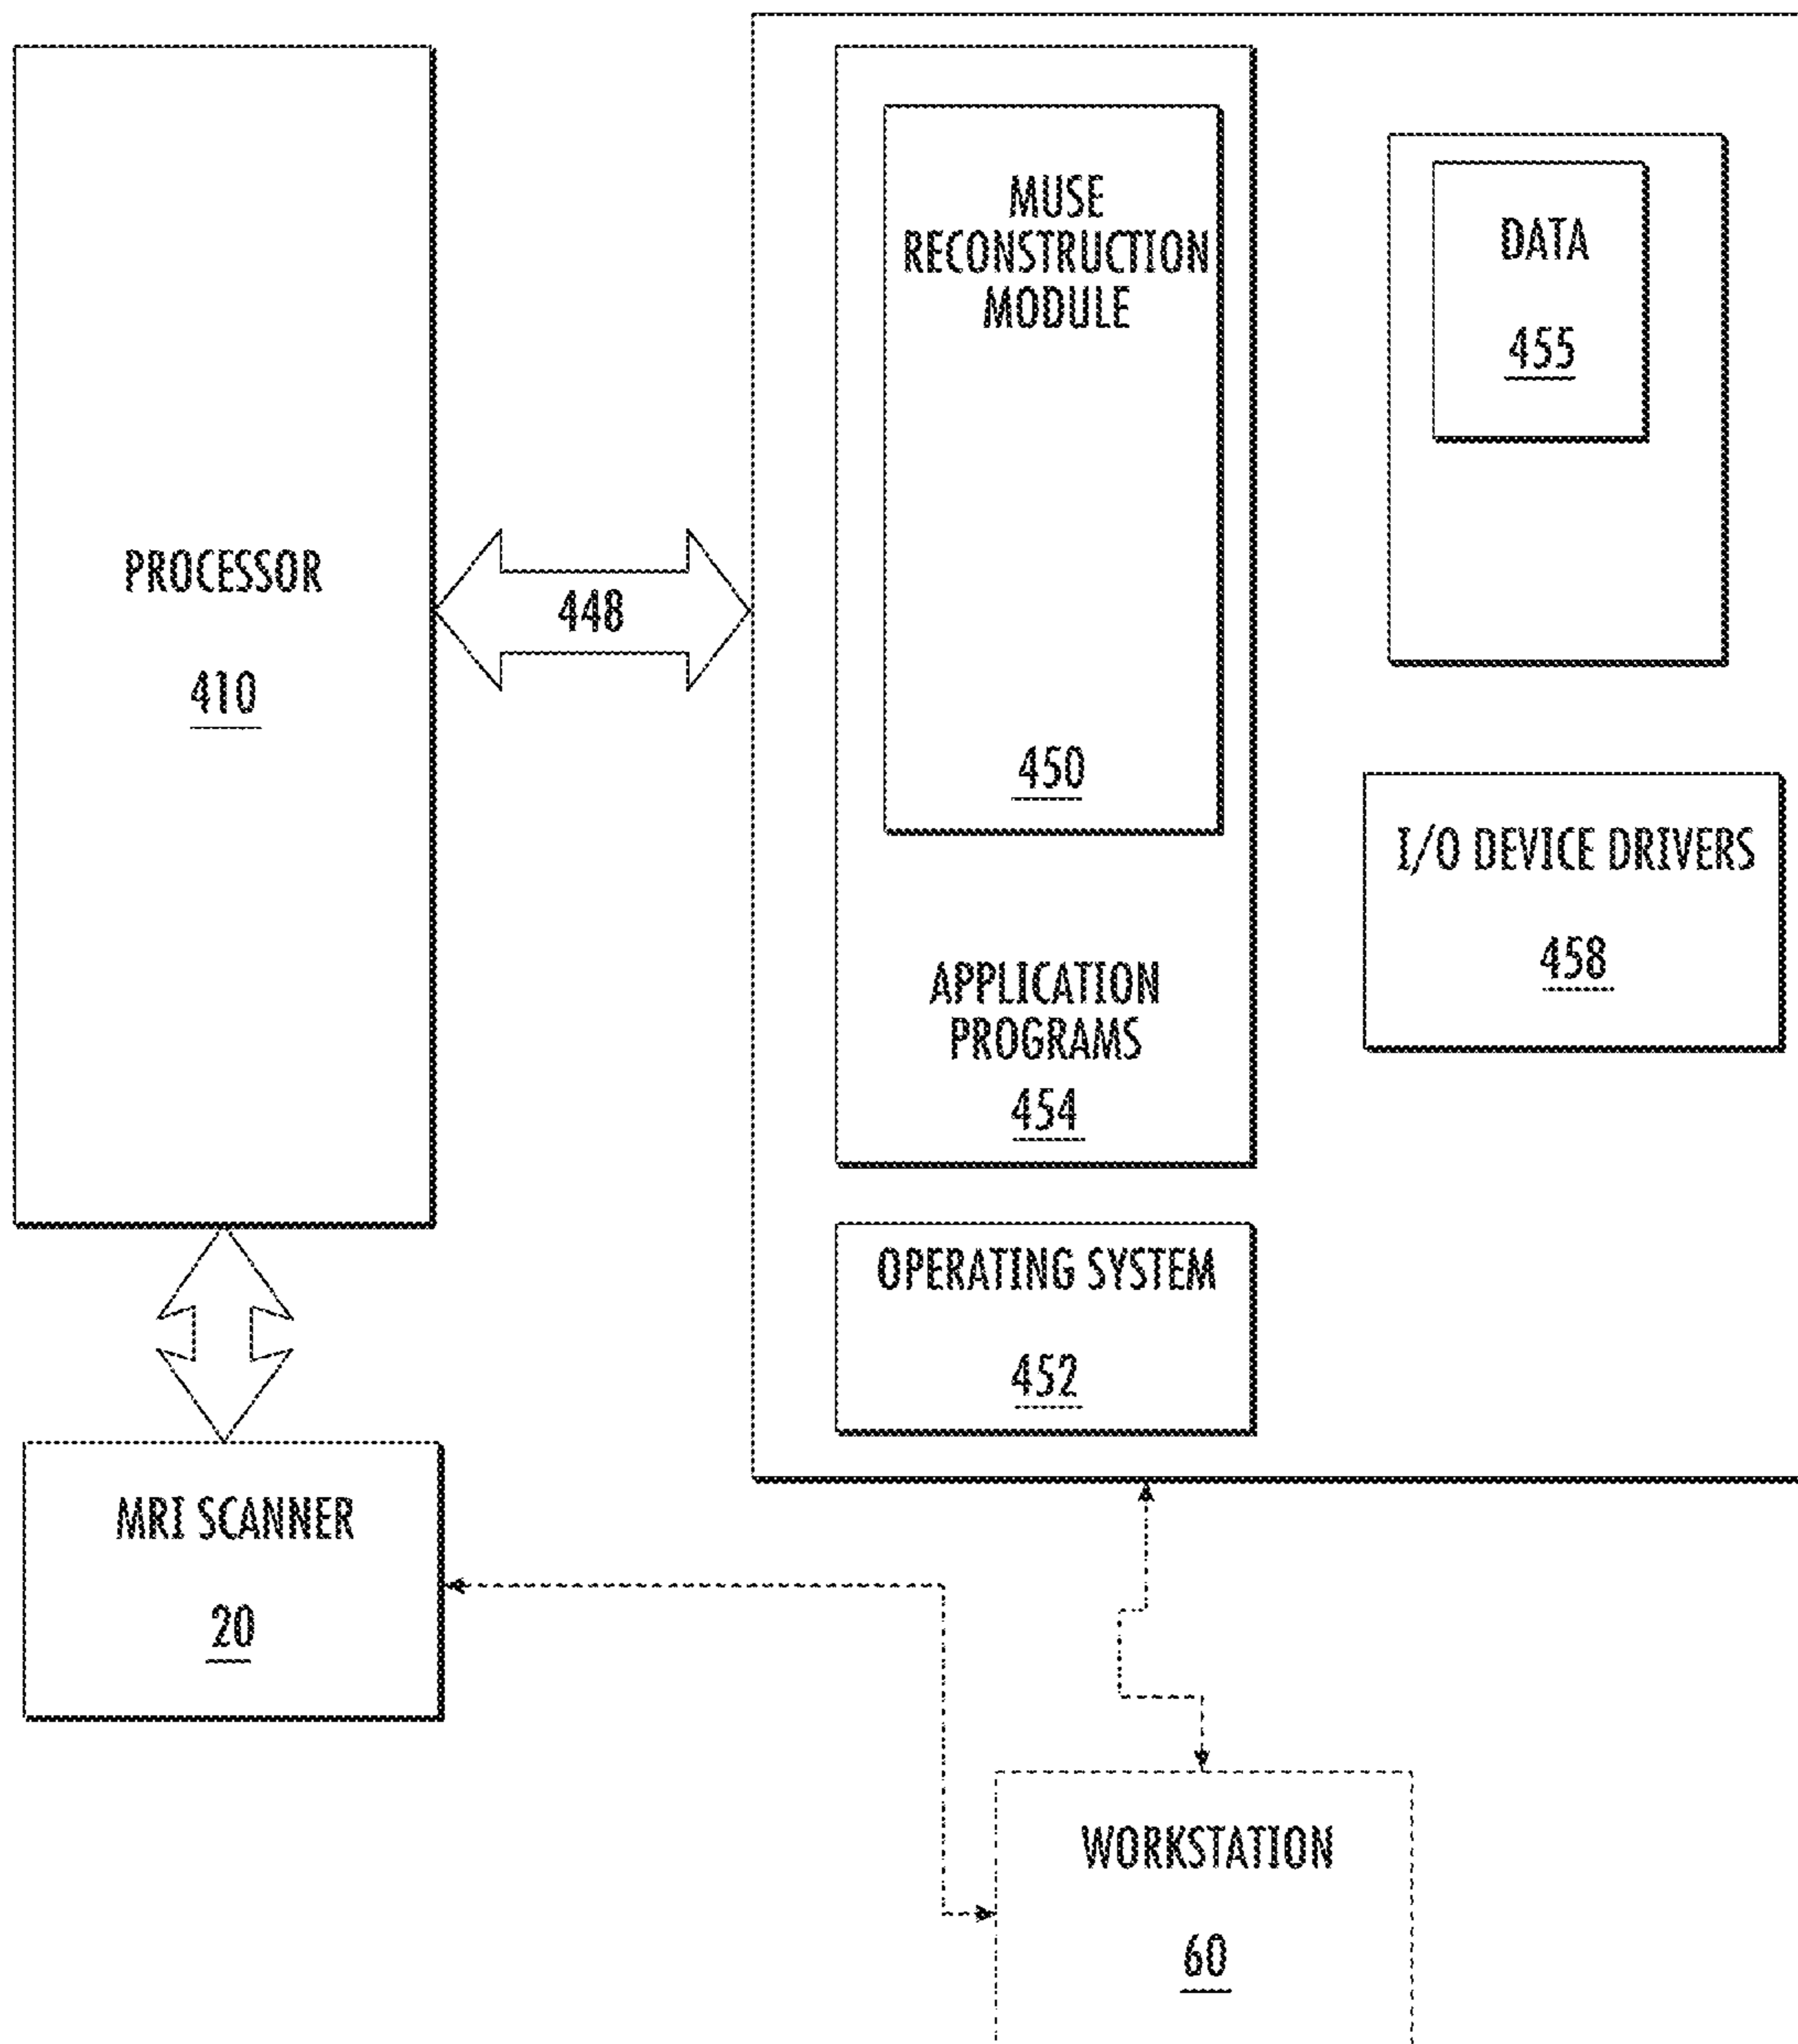 PROCESSOR
410
448
MUSE
RECONSTRUCTION
MODULE
450
APPLICATION
PROGRAMS
454
OPERATING SYSTEM
452
DATA
455
I/O DEVICE DRIVERS
458
MRI SCANNER
20
WORKSTATION
60